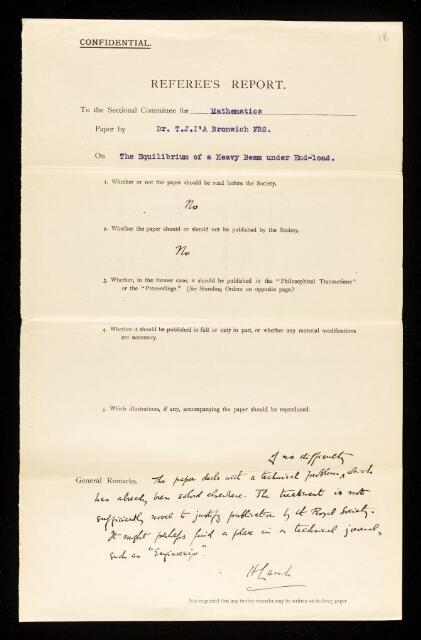 CONFIDENTIAL.
18
REFEREE'S REPORT.
To the Sectional Committee for Mathematics
Paper by Dr. T.J.I'A Bromwich FRS.
On The Equilibrium of a Heavy Beam under End-load.
1. Whether or not the paper should be read before the Society.
No
2. Whether the paper should or should not be published by the Society.
No
3. Whether, in the former case, it should be published in the "Philosophical Transactions"
or the "Proceedings." (See Standing Orders on opposite page.)
4. Whether it should be published in full or only in part, or whether any material modifications
are necessary.
5. Which illustrations, if any, accompanying the paper should be reproduced.
of no difficulty
General Remarks. The paper deals with a technical problem, which
has already been solved elsewhere. The treatment is not
sufficiently novel to justify publication by the Royal Society.
It might perhaps find a place in a technical journal,
such as "Engineering".
H Lamb
It is requested that any further remarks may be written on the
paper